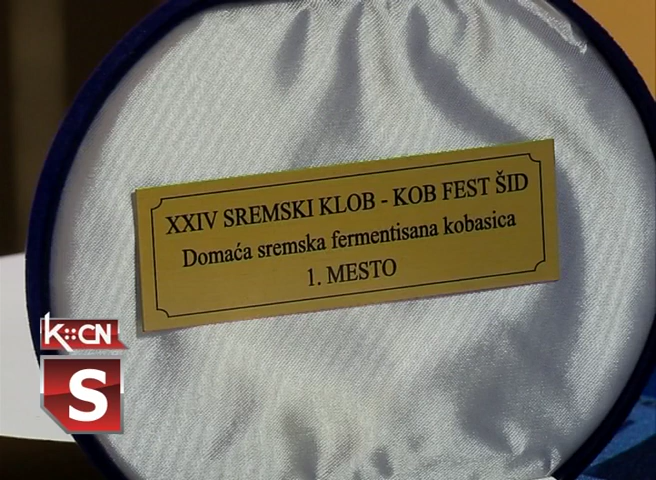 XXIV SREMSKI KLOB - KOB FEST ŠID
Domaća sremska fermentisana kobasica
1. MESTO
K::CN
S